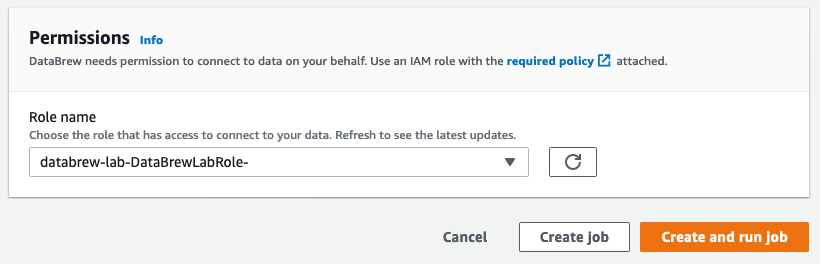 Permissions Info
DataBrew needs permission to connect to data on your behalf. Use an IAM role with the required policy attached.
Role name
Choose the role that has access to connect to your data. Refresh to see the latest updates.
databrew-lab-DataBrewLabRole-
Cancel Create job Create and run job